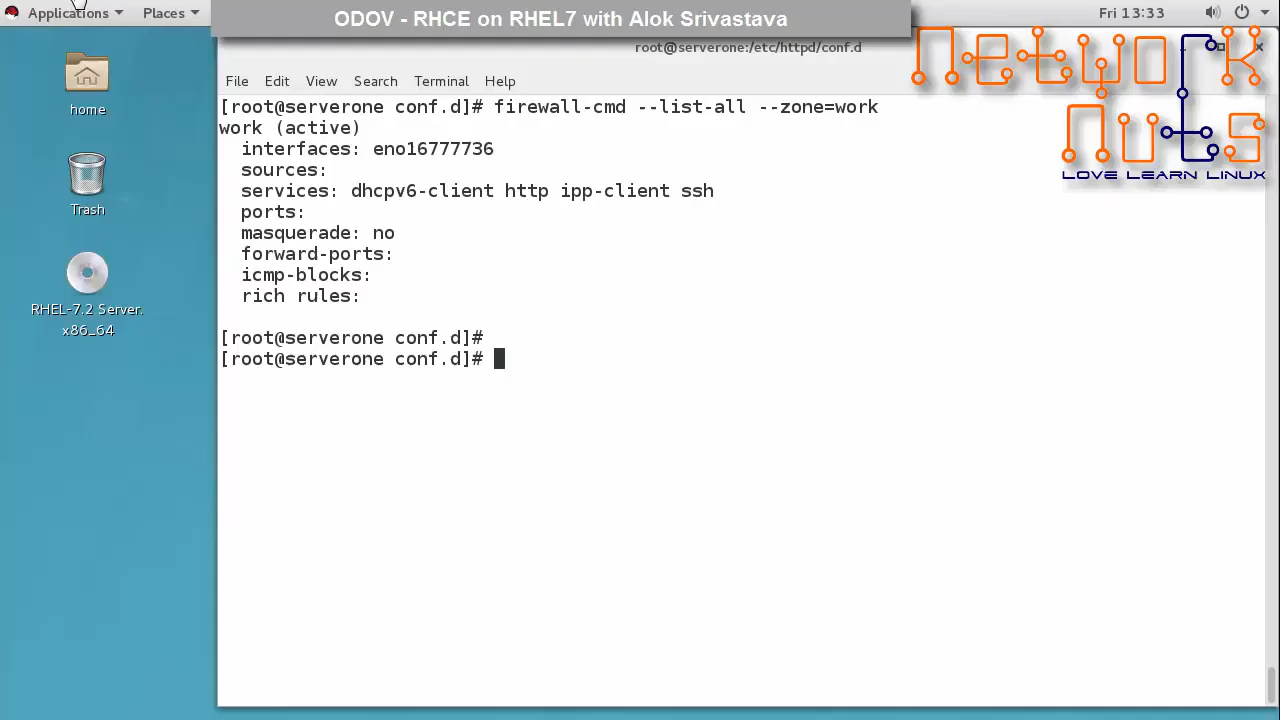 Applications Places
ODOV - RHCE on RHEL7 with Alok Srivastava
Fri 13:33
root@serverone:/etc/httpd/conf.d
File Edit View Search Terminal Help
NETWORK
NUTS
LOVE LEARN LINUX
home
Trash
RHEL-7.2 Server.
x86_64
[root@serverone conf.d]# firewall-cmd --list-all --zone=work
work (active)
interfaces: eno16777736
sources:
services: dhcpv6-client http ipp-client ssh
ports:
masquerade: no
forward-ports:
icmp-blocks:
rich rules:
[root@serverone conf.d]#
[root@serverone conf.d]#